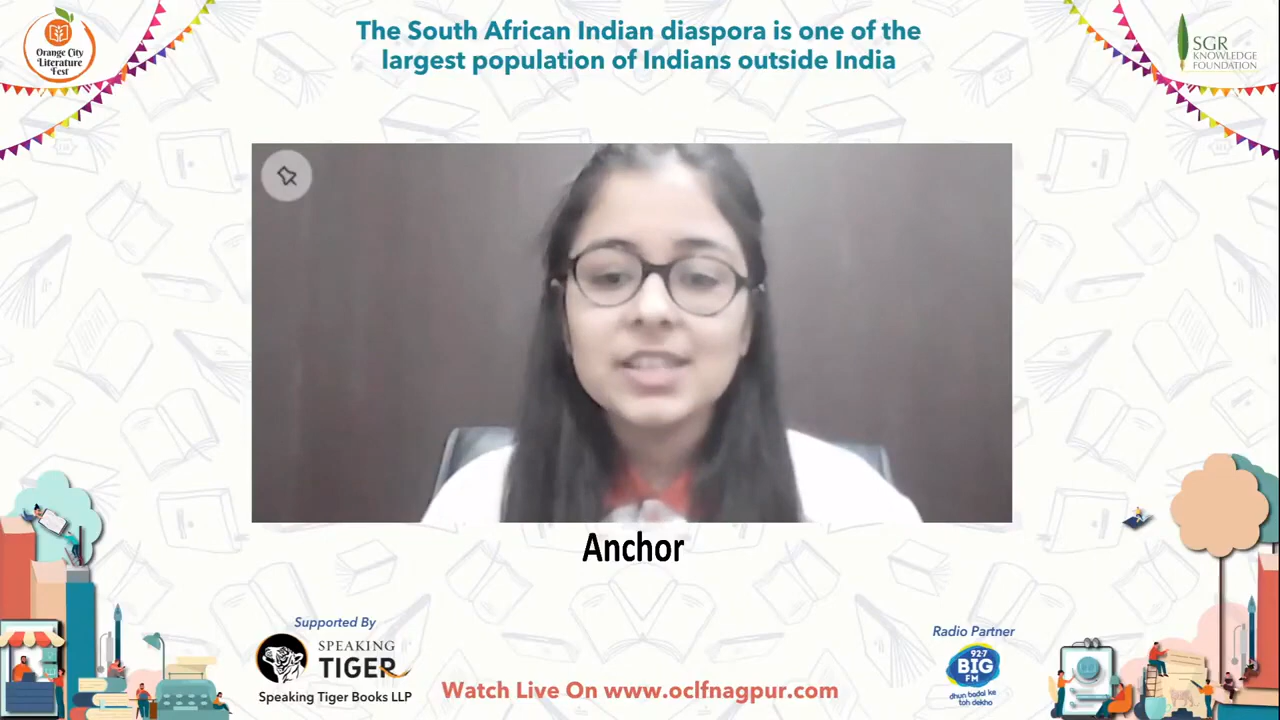 Orange City
Literature
Fest
The South African Indian diaspora is one of the
largest population of Indians outside India
SGR
KNOWLEDGE
FOUNDATION
Anchor
Supported By
SPEAKING
TIGER
Speaking Tiger Books LLP
Watch Live On www.oclfnagpur.com
Radio Partner
92.7
BIG
FM
dhun badal ke
toh dekho